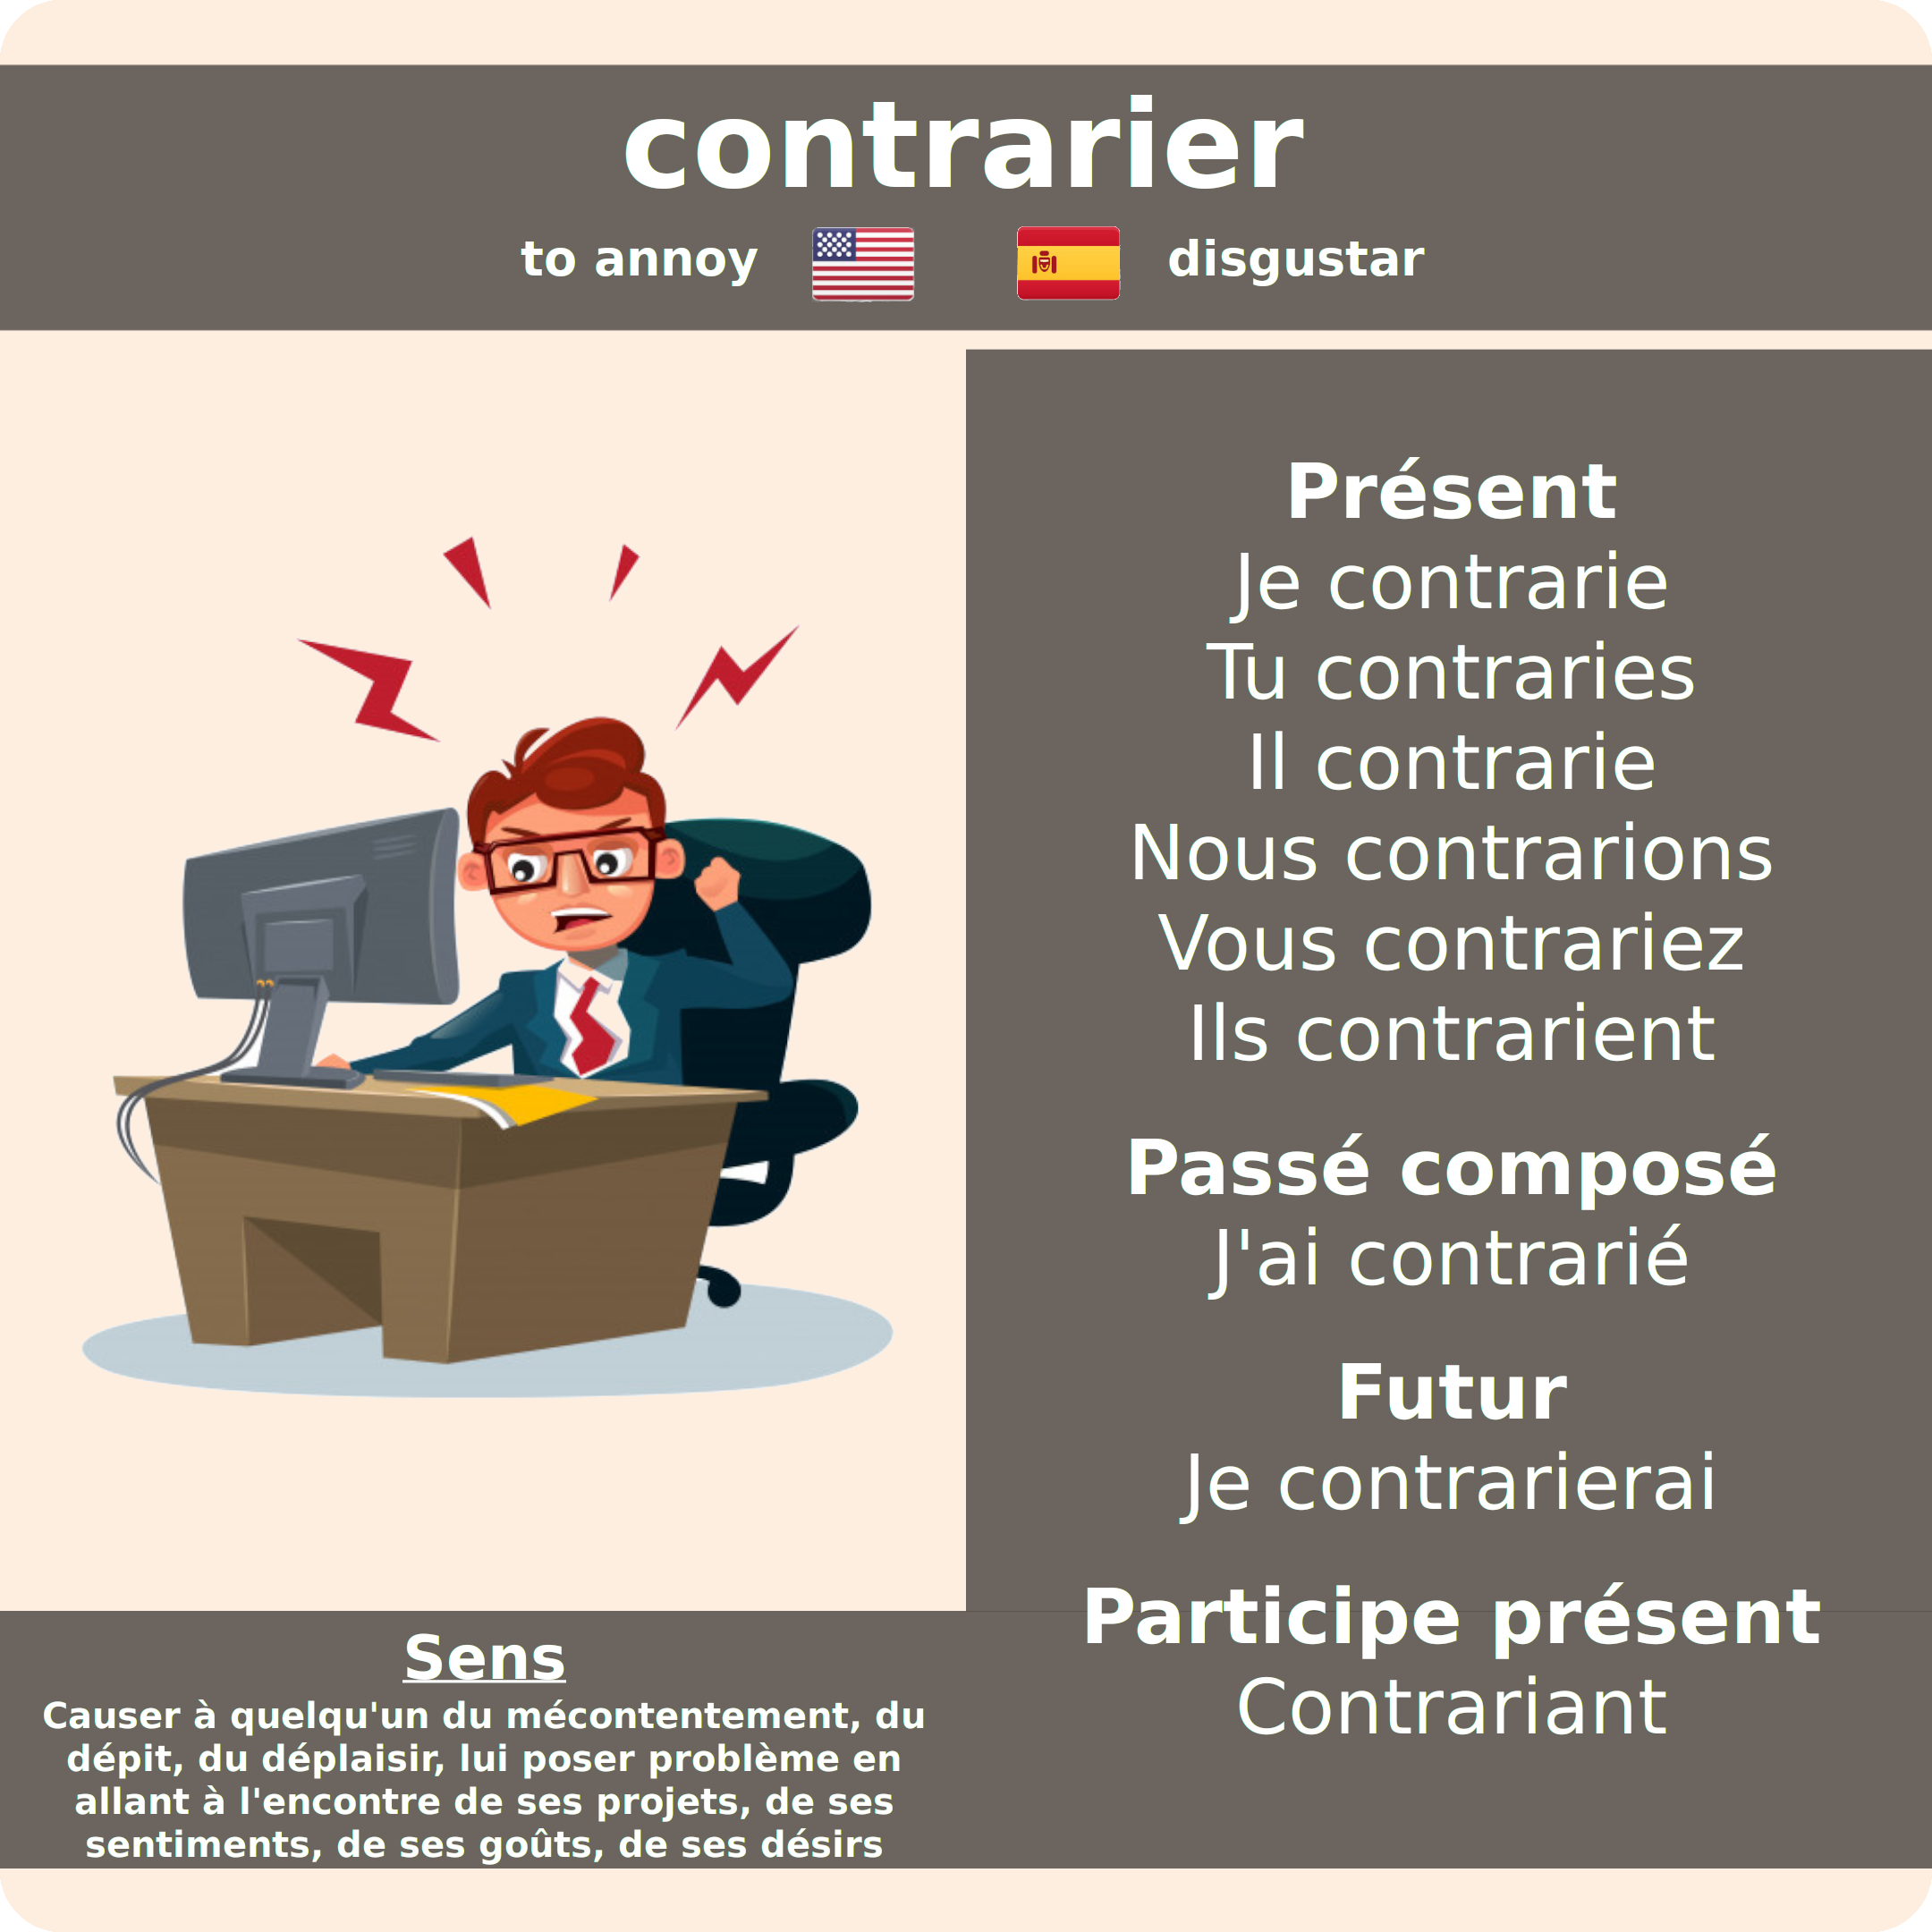 contrarier
to annoy disgustar
Présent
Je contrarie
Tu contraries
Il contrarie
Nous contrarions
Vous contrariez
Ils contrarient
Passé composé
J'ai contrarié
Futur
Je contrarierai
Participe présent
Contrariant
Sens
Causer à quelqu'un du mécontentement, du
dépit, du déplaisir, lui poser problème en
allant à l'encontre de ses projets, de ses
sentiments, de ses goûts, de ses désirs